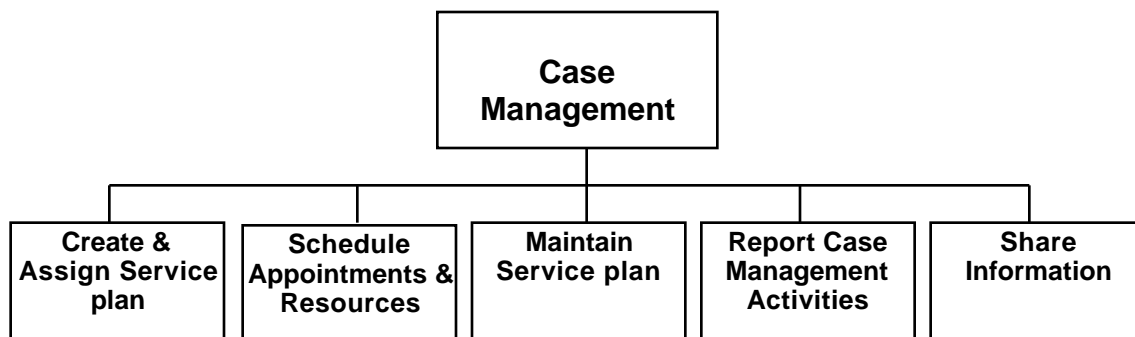 Case
Management
Create &
Assign Service
plan
Schedule
Appointments &
Resources
Maintain
Service plan
Report Case
Management
Activities
Share
Information